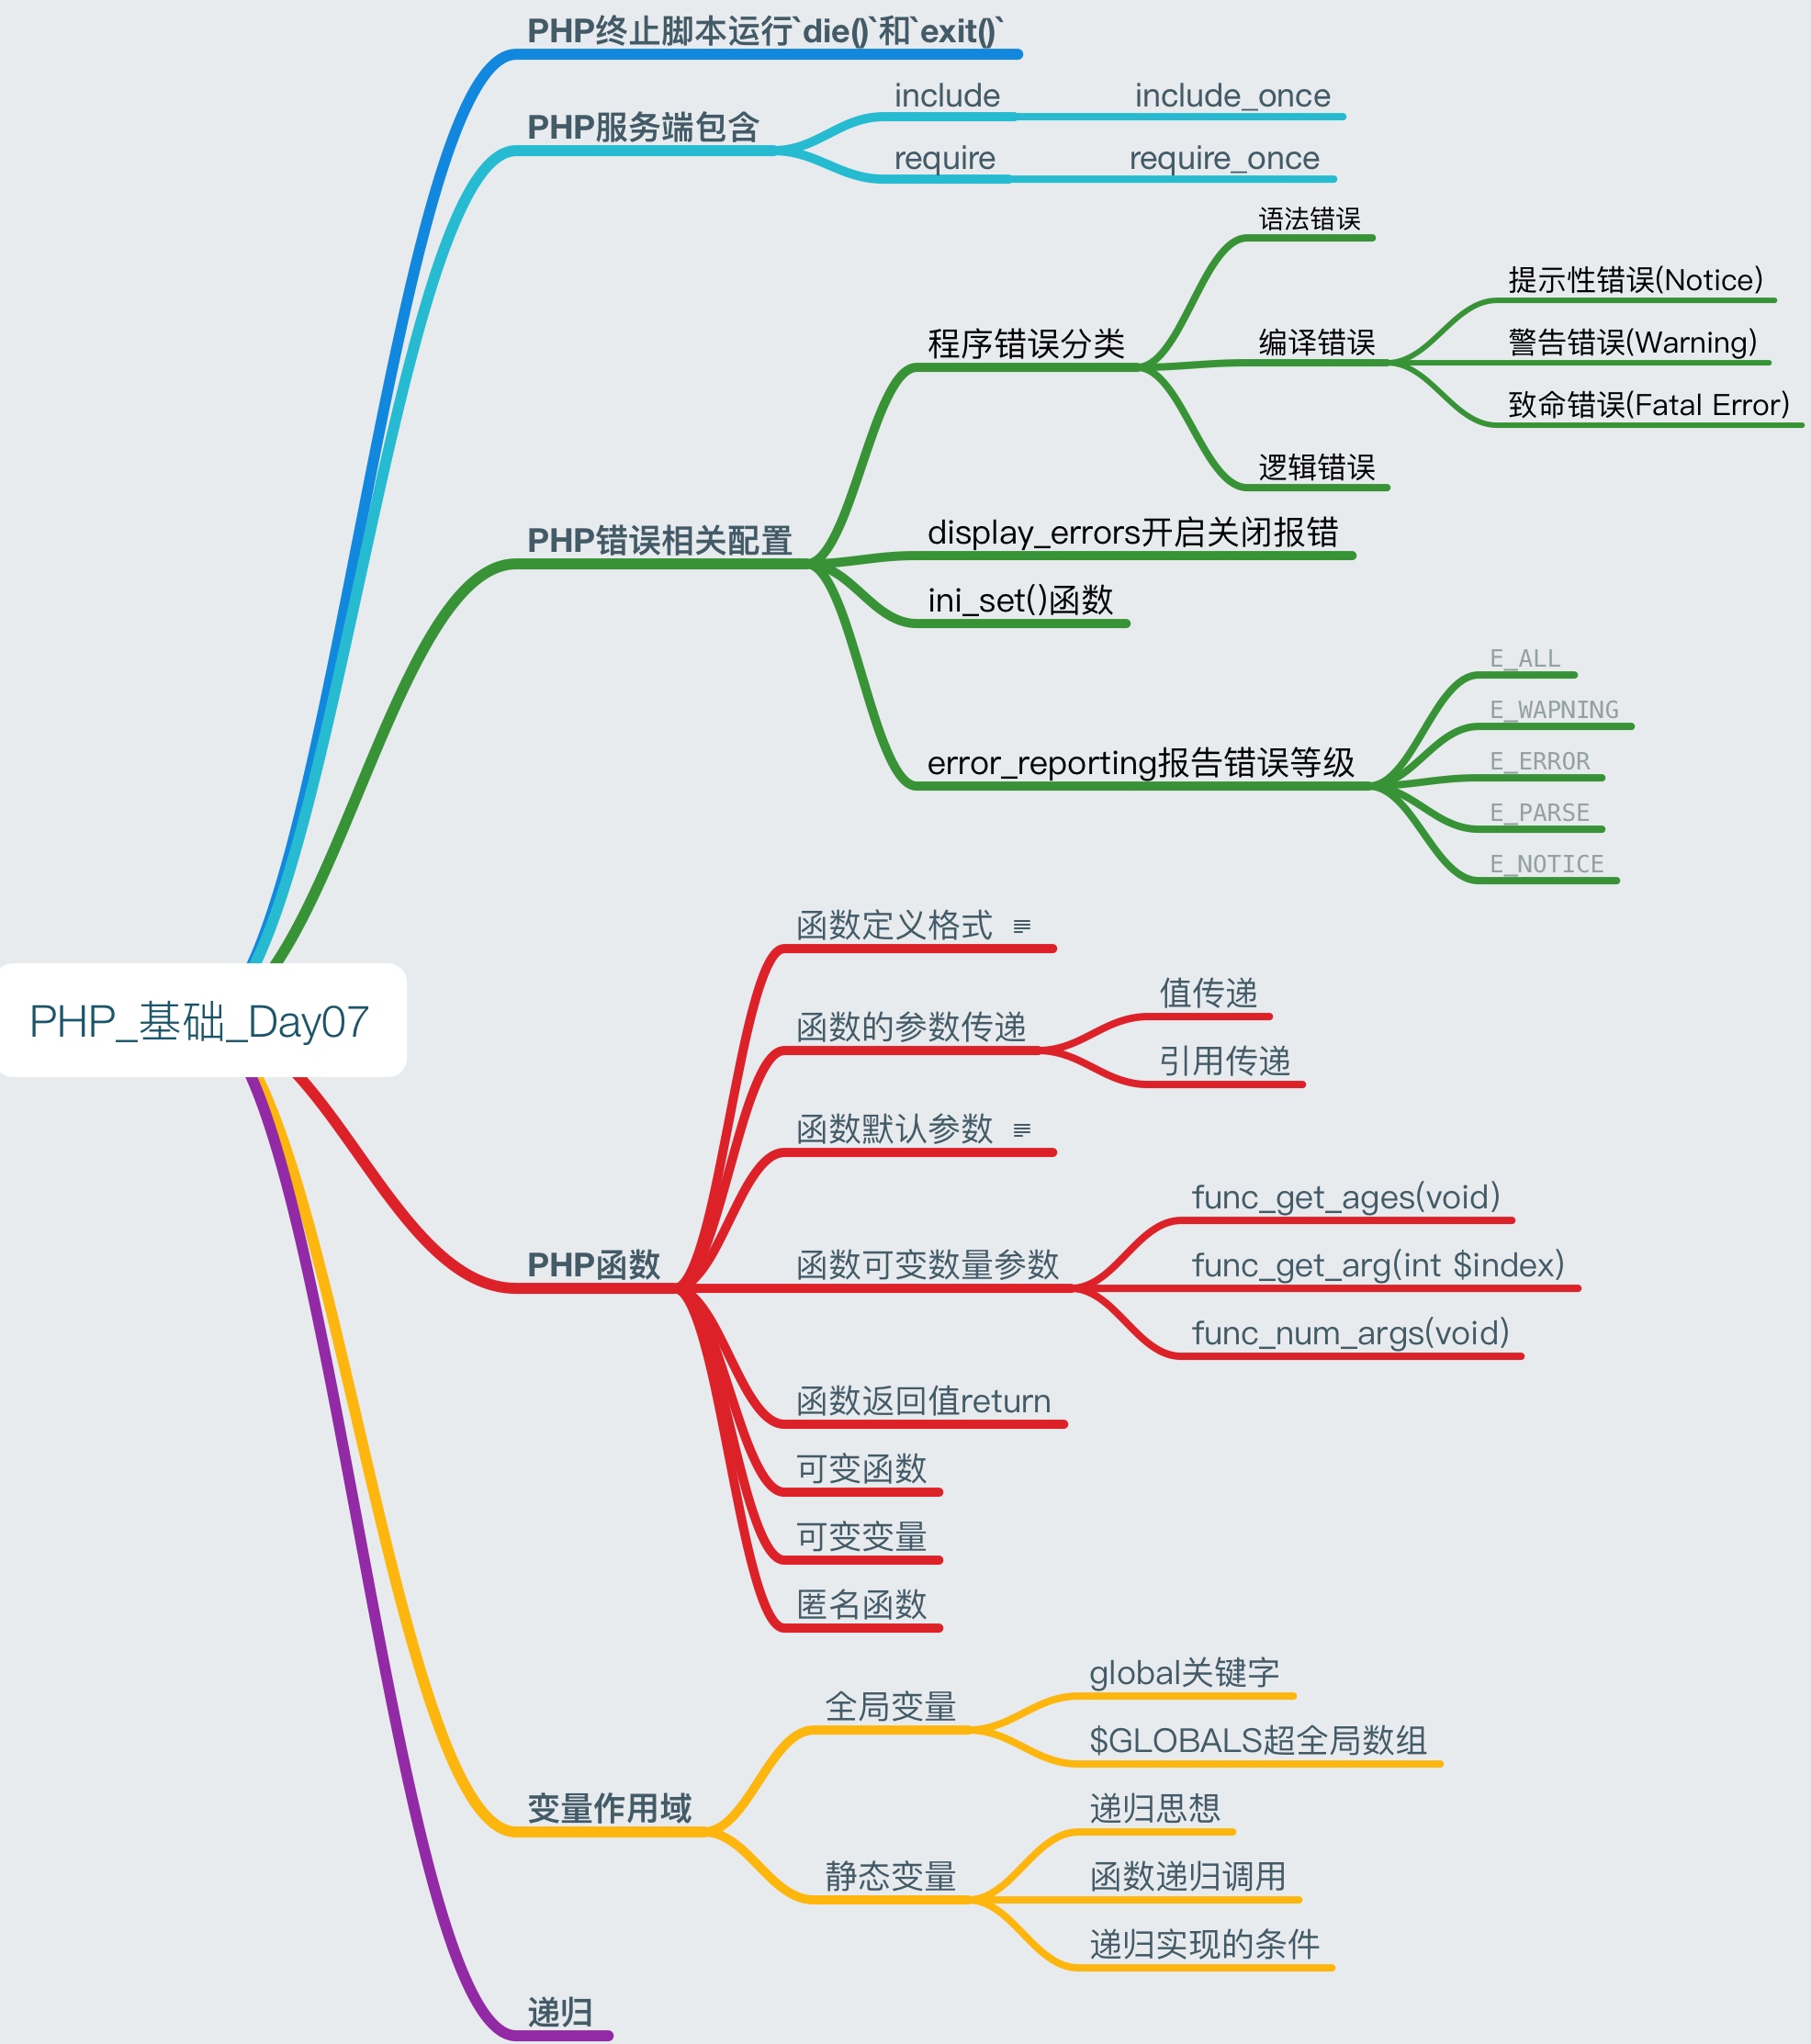 PHP终止脚本运行`die()`和`exit()`
PHP服务端包含
include
include_once
require
require_once
PHP错误相关配置
程序错误分类
语法错误
编译错误
提示性错误(Notice)
警告错误(Warning)
致命错误(Fatal Error)
逻辑错误
display_errors开启关闭报错
ini_set()函数
error_reporting报告错误等级
E_ALL
E_WAPNING
E_ERROR
E_PARSE
E_NOTICE
PHP_基础_Day07
PHP函数
函数定义格式
函数的参数传递
值传递
引用传递
函数默认参数
函数可变数量参数
func_get_ages(void)
func_get_arg(int $index)
func_num_args(void)
函数返回值return
可变函数
可变变量
匿名函数
变量作用域
全局变量
global关键字
$GLOBALS超全局数组
静态变量
递归思想
函数递归调用
递归实现的条件
递归